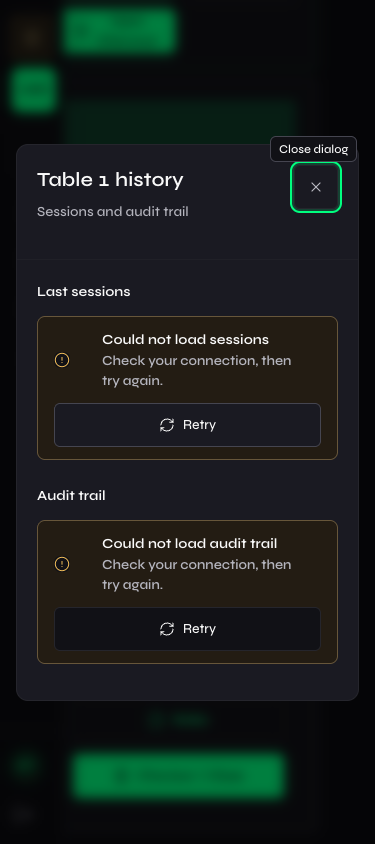 Close dialog
Table 1 history
Sessions and audit trail
Last sessions
Could not load sessions
Check your connection, then
try again.
Retry
Audit trail
Could not load audit trail
Check your connection, then
try again.
Retry